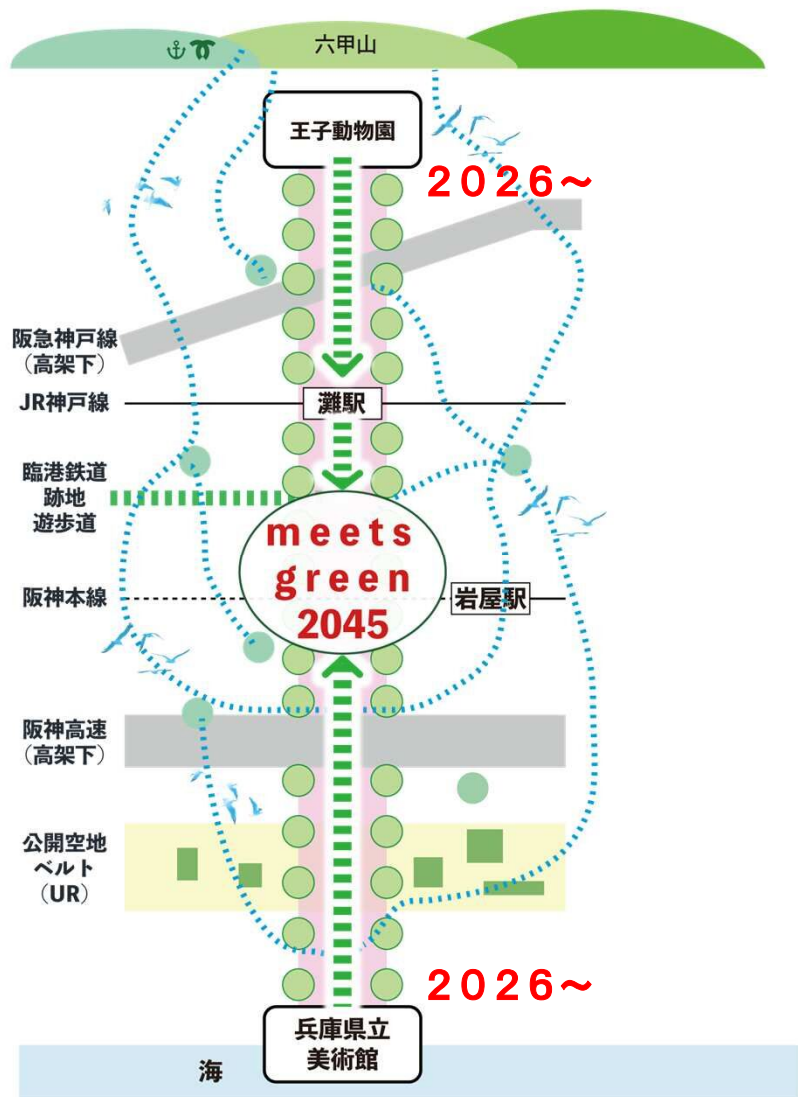 六甲山
王子動物園
2026～
阪急神戸線
（高架下）
JR神戸線
灘駅
臨港鉄道
跡地
遊歩道
meets
green
2045
阪神本線
岩屋駅
阪神高速
（高架下）
公開空地
ベルト
（UR）
2026～
兵庫県立
美術館
海